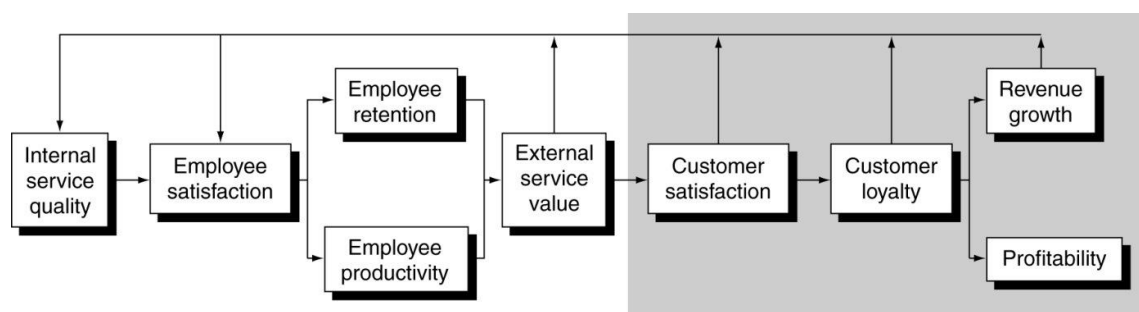 Internal
service
quality
Employee
satisfaction
Employee
retention
Employee
productivity
External
service
value
Customer
satisfaction
Customer
loyalty
Revenue
growth
Profitability